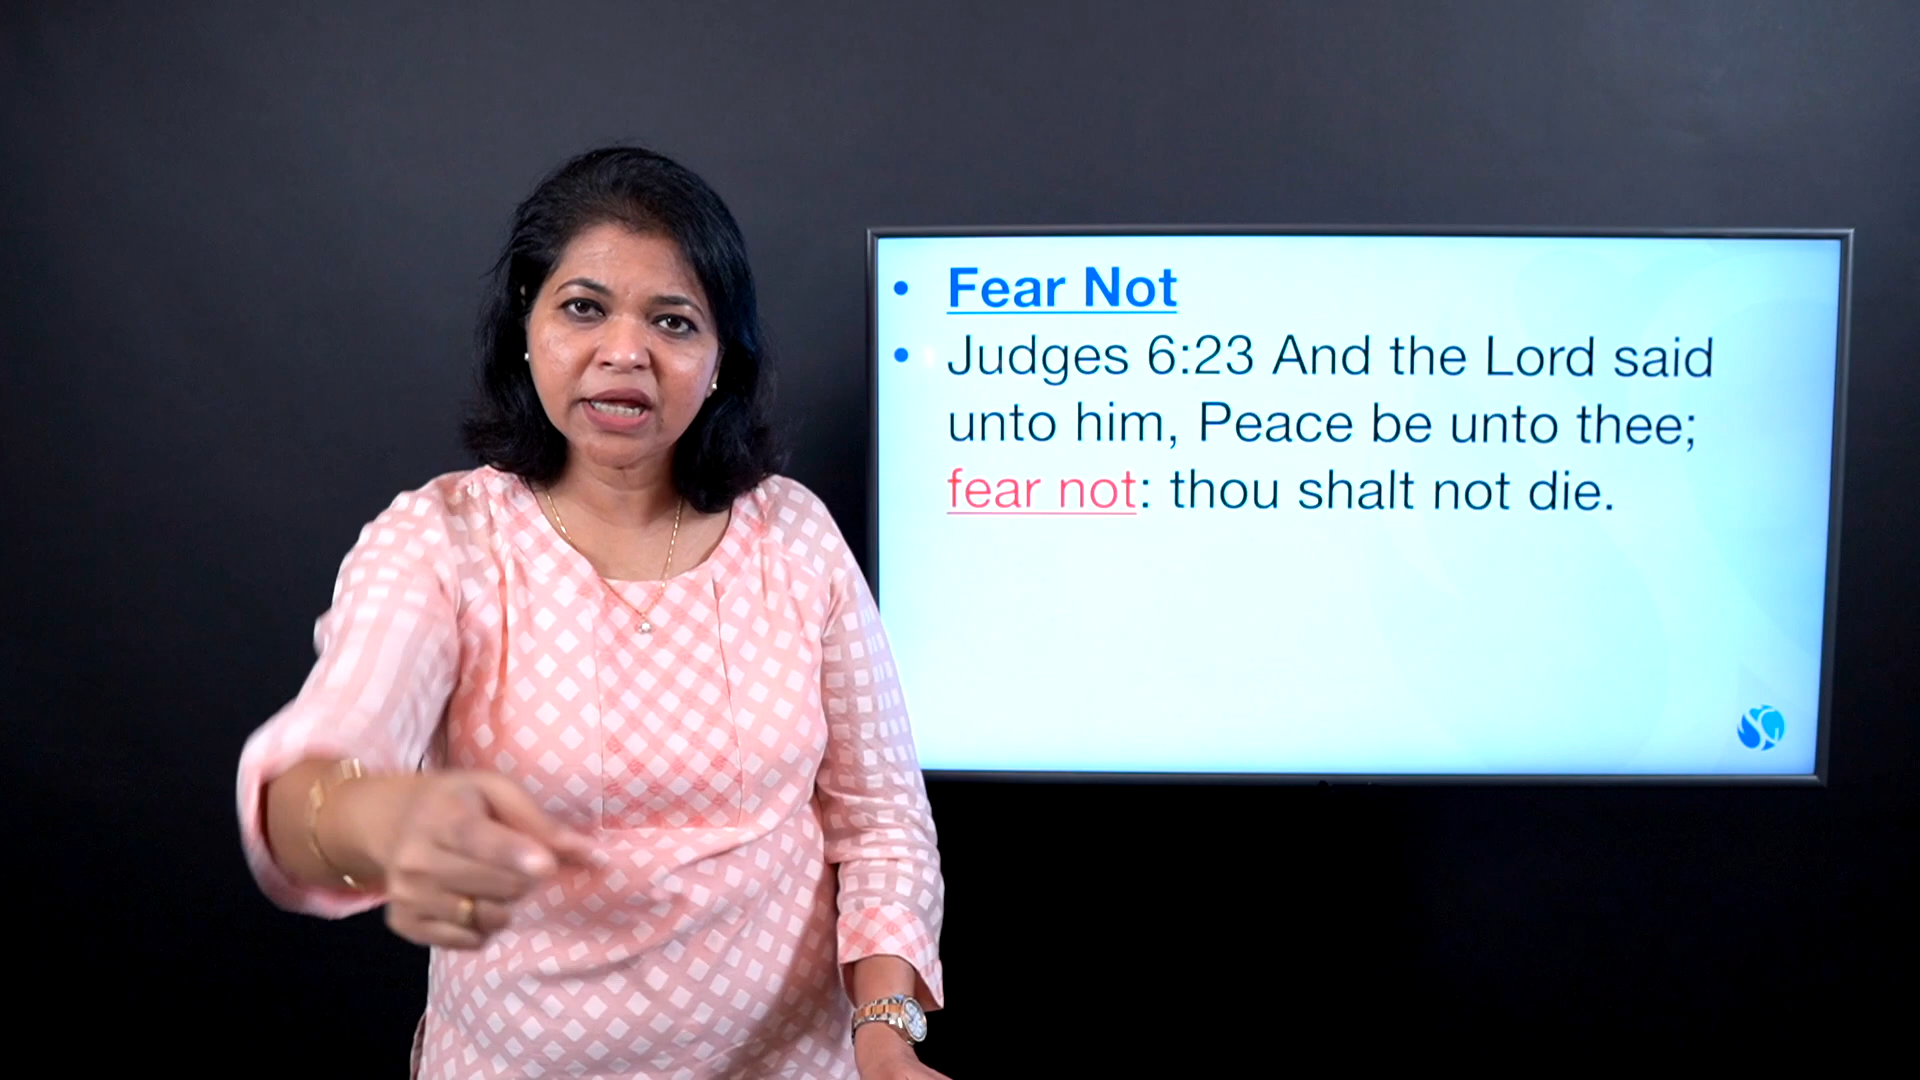 • Fear Not
• Judges 6:23 And the Lord said
unto him, Peace be unto thee;
fear not: thou shalt not die.